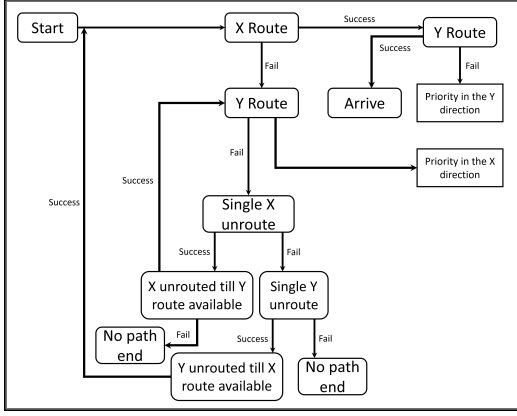 Start
X Route
Success
Y Route
Success
Fail
Fail
Y Route
Arrive
Priority in the Y
direction
Fail
Priority in the X
direction
Success
Success
Single X
unroute
Success
Fail
X unrouted till Y
route available
Single Y
unroute
No path
end
Fail
Success
Fail
Y unrouted till X
route available
No path
end